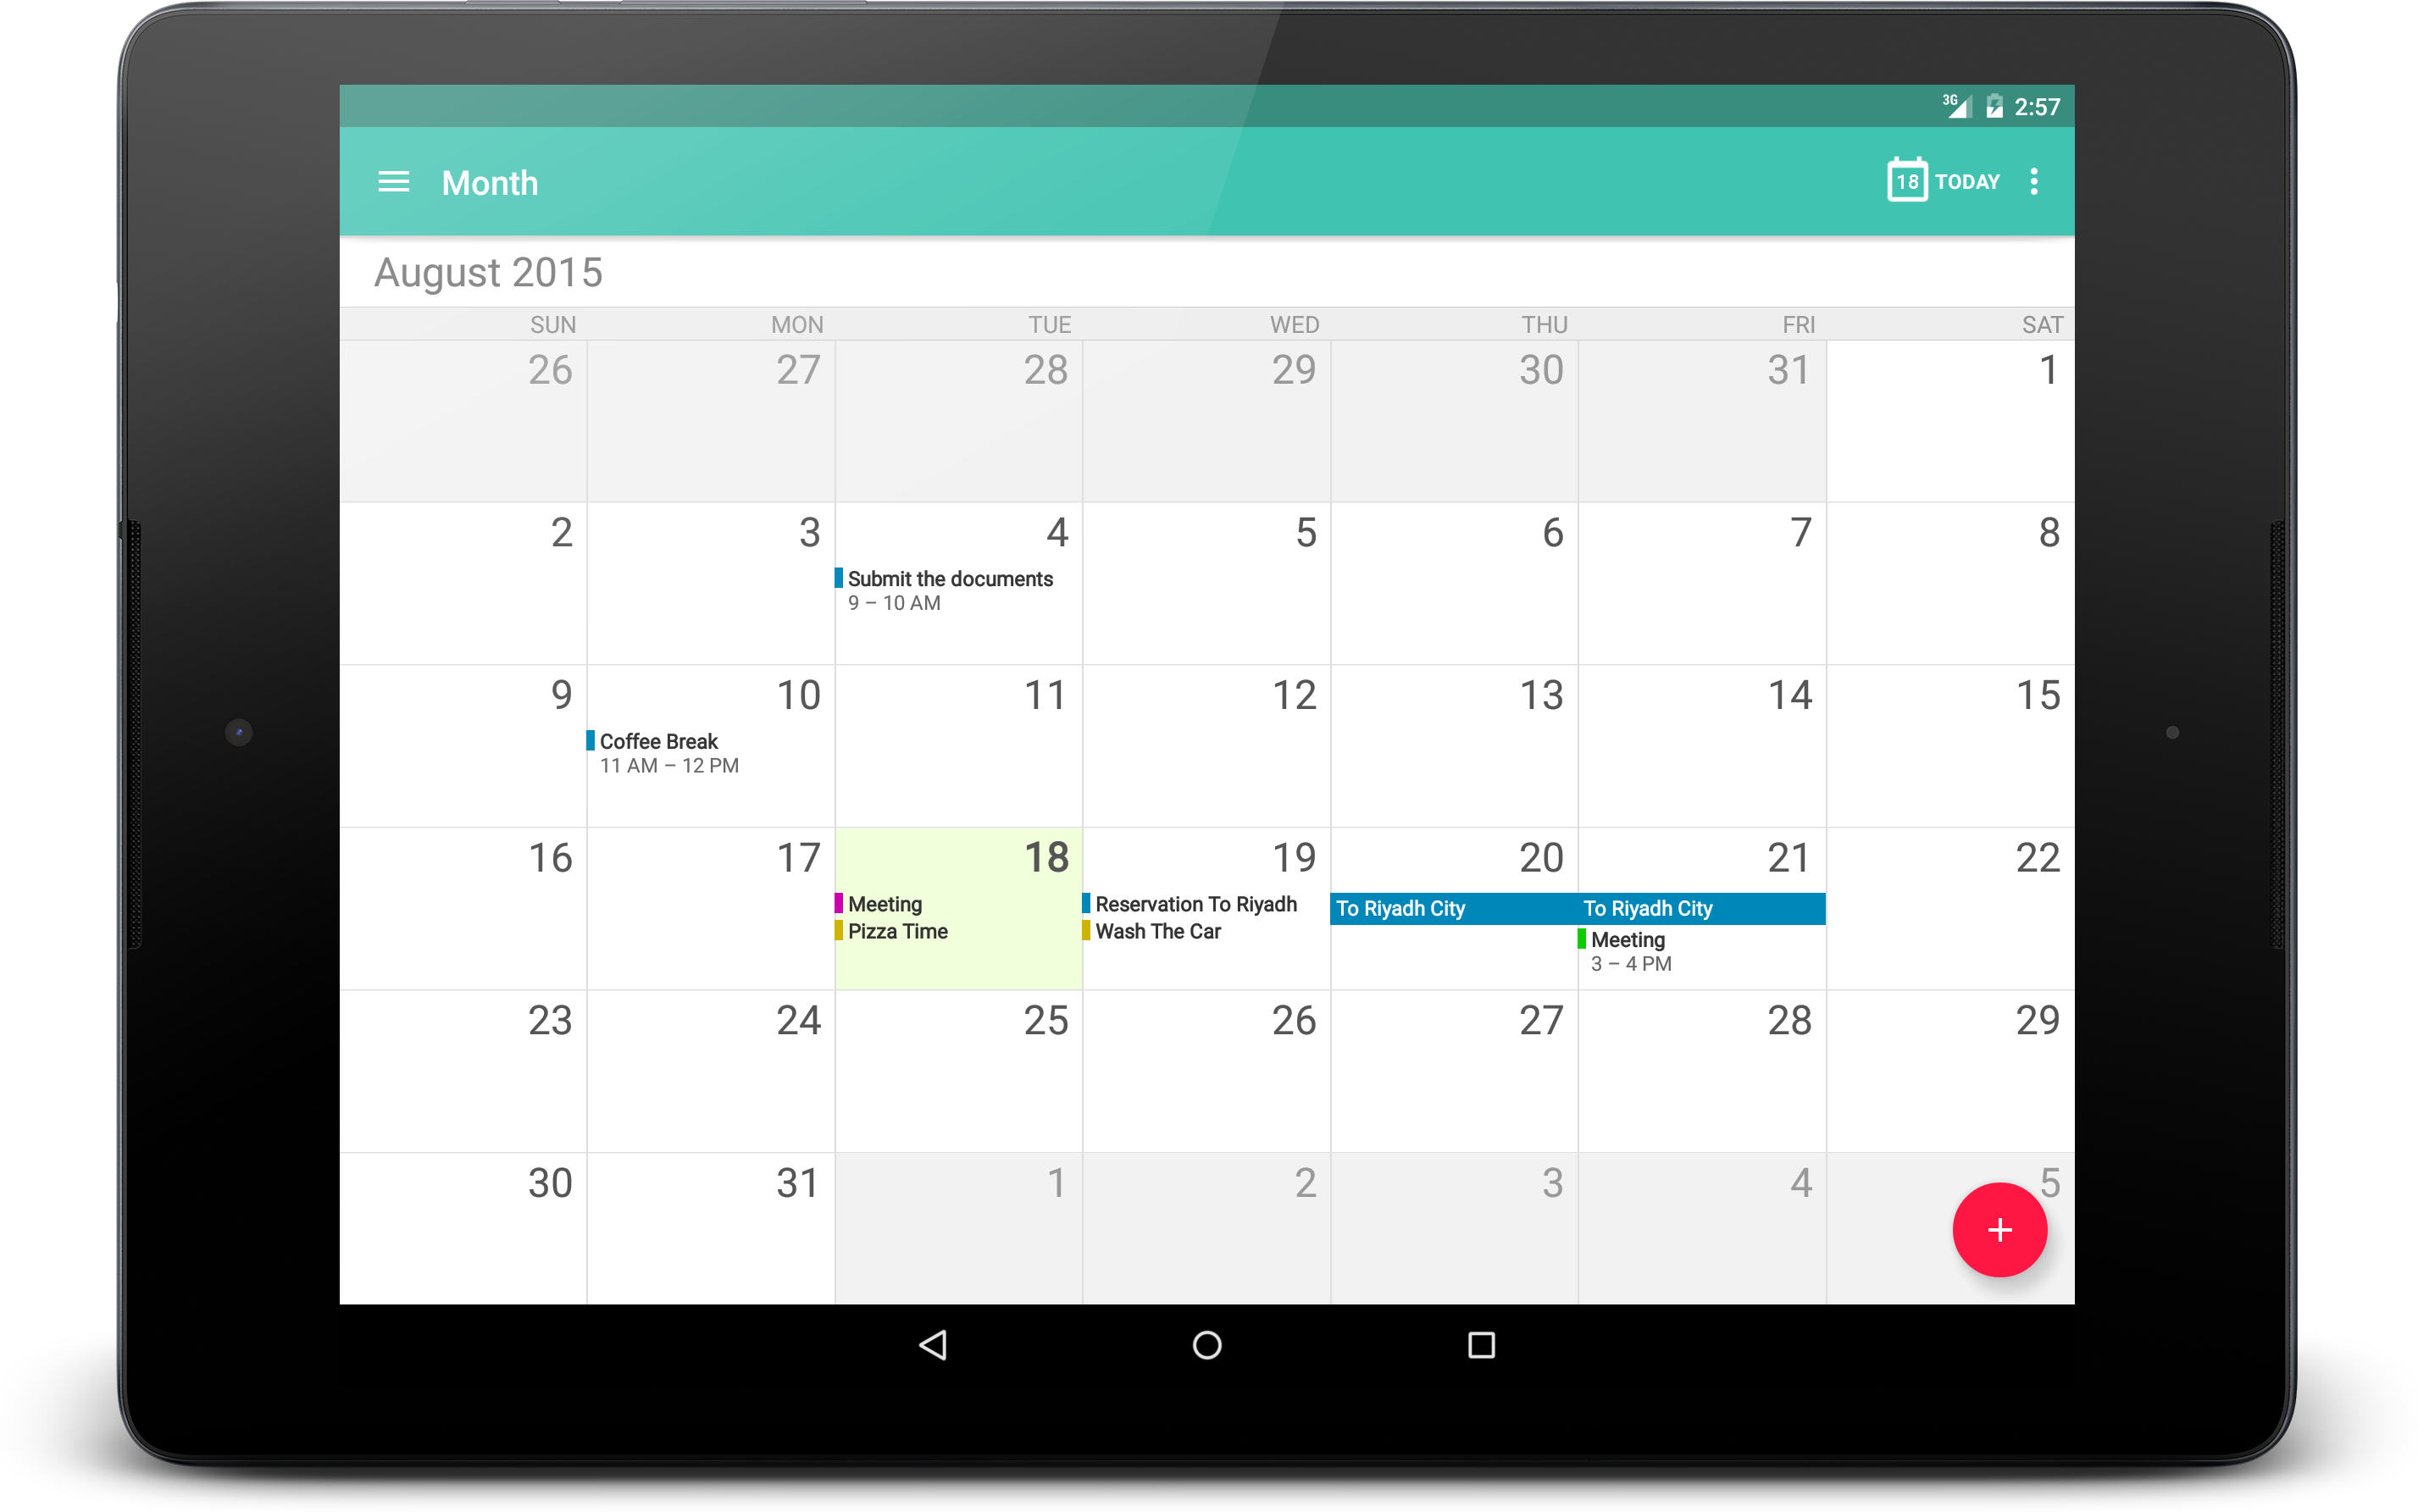 3G 2:57
Month 18 TODAY
August 2015
SUN MON TUE WED THU FRI SAT
26 27 28 29 30 31 1
2 3 4 5 6 7 8
Submit the documents
9 – 10 AM
9 10 11 12 13 14 15
Coffee Break
11 AM – 12 PM
16 17 18 19 20 21 22
Meeting Reservation To Riyadh To Riyadh City To Riyadh City
Pizza Time Wash The Car Meeting
3 – 4 PM
23 24 25 26 27 28 29
30 31 1 2 3 4 5
+